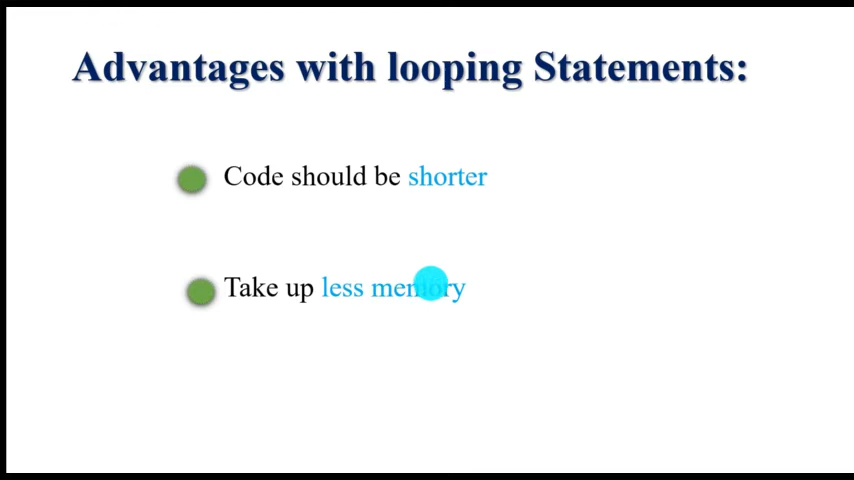 Advantages with looping Statements:
Code should be shorter
Take up less memory